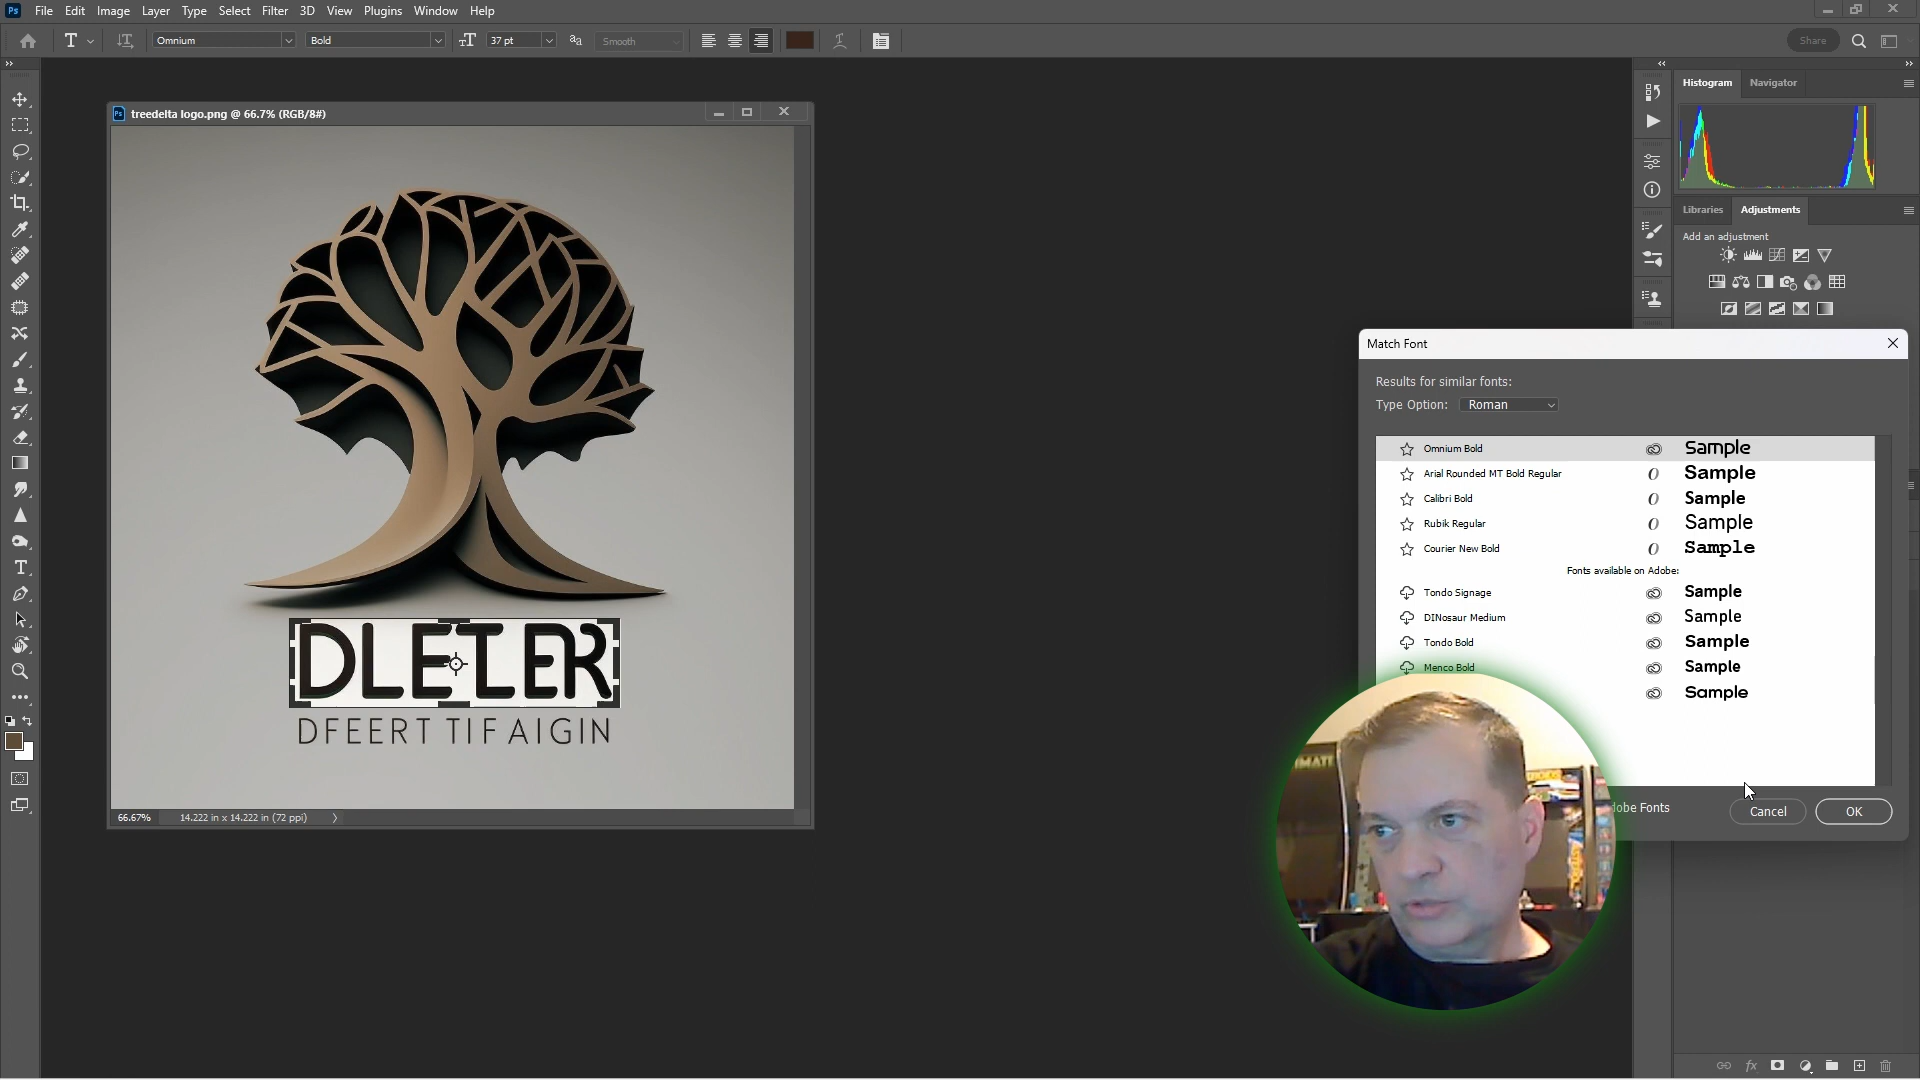 Ps File Edit Image Layer Type Select Filter 3D View Plugins Window Help
T Omnium Bold 37 pt Smooth Share
treedelta logo.png @ 66.7% (RGB/8#)
DLETER
DFEERT TIFAIGIN
66.67% 14.222 in x 14.222 in (72 ppi)
Histogram Navigator
Libraries Adjustments
Add an adjustment
Match Font
Results for similar fonts:
Type Option: Roman
Omnium Bold Sample
Arial Rounded MT Bold Regular Sample
Calibri Bold Sample
Rubik Regular Sample
Courier New Bold Sample
Fonts available on Adobe:
Tondo Signage Sample
DINosaur Medium Sample
Tondo Bold Sample
Menco Bold Sample
Sample
Fonts
Cancel OK
fx